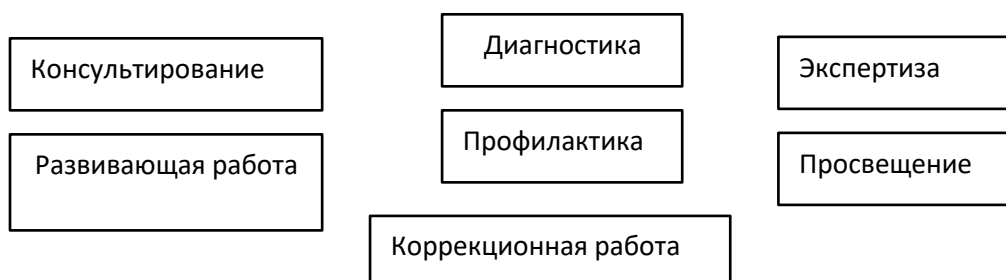 Диагностика
Консультирование
Экспертиза
Профилактика
Развивающая работа
Просвещение
Коррекционная работа